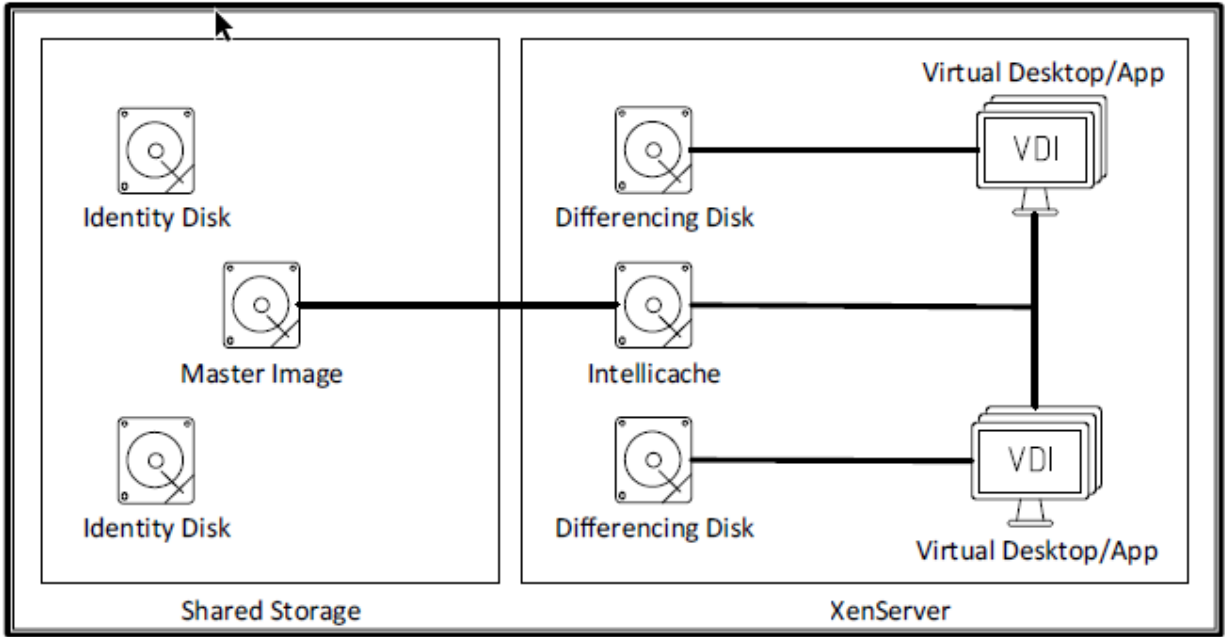 Virtual Desktop/App
VDI
Identity Disk
Differencing Disk
Master Image
Intellicache
VDI
Identity Disk
Differencing Disk
Virtual Desktop/App
Shared Storage
XenServer